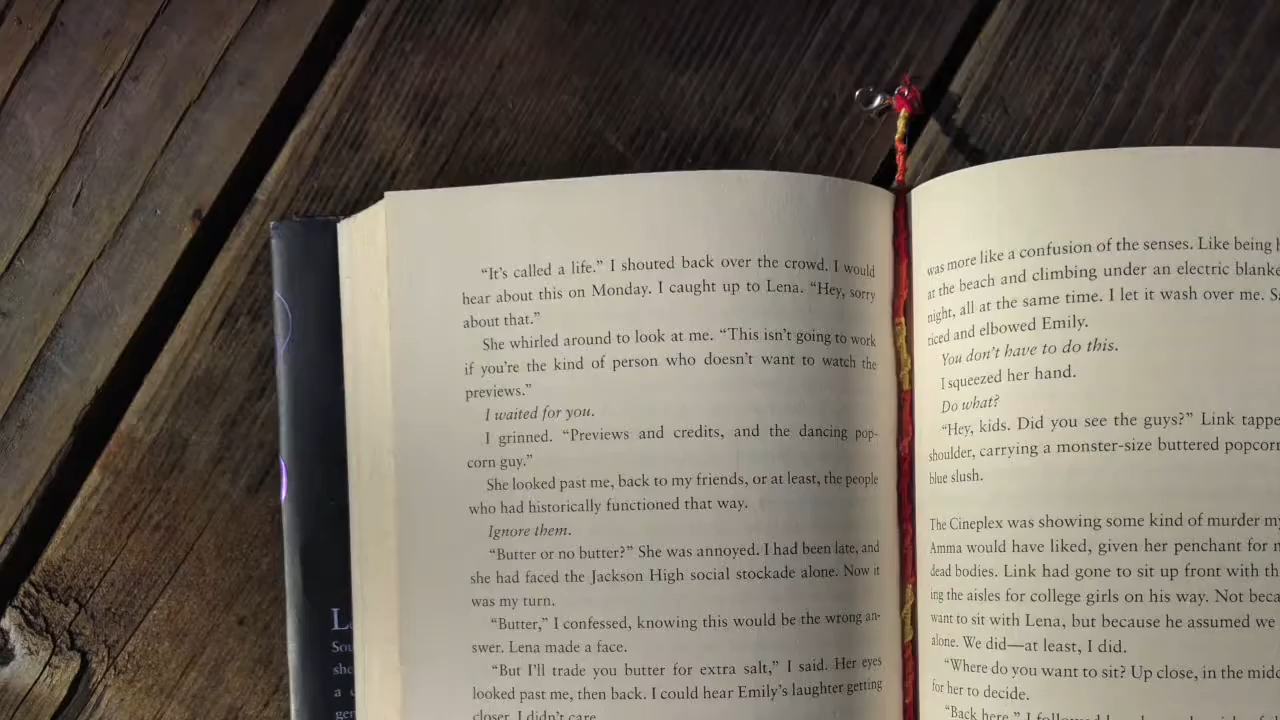 “It’s called a life.” I shouted back over the crowd. I would
hear about this on Monday. I caught up to Lena. “Hey, sorry
about that.”
She whirled around to look at me. “This isn’t going to work
if you’re the kind of person who doesn’t want to watch the
previews.”
I waited for you.
I grinned. “Previews and credits, and the dancing pop-
corn guy.”
She looked past me, back to my friends, or at least, the people
who had historically functioned that way.
Ignore them.
“Butter or no butter?” She was annoyed. I had been late, and
she had faced the Jackson High social stockade alone. Now it
was my turn.
“Butter,” I confessed, knowing this would be the wrong an-
swer. Lena made a face.
“But I’ll trade you butter for extra salt,” I said. Her eyes
looked past me, then back. I could hear Emily’s laughter getting
closer. I didn’t care.
was more like a confusion of the senses. Like being
at the beach and climbing under an electric blanke
night, all at the same time. I let it wash over me. Sa
ticed and elbowed Emily.
You don’t have to do this.
I squeezed her hand.
Do what?
“Hey, kids. Did you see the guys?” Link tappe
shoulder, carrying a monster-size buttered popcorn
blue slush.
The Cineplex was showing some kind of murder my
Amma would have liked, given her penchant for
dead bodies. Link had gone to sit up front with th
ing the aisles for college girls on his way. Not beca
want to sit with Lena, but because he assumed we
alone. We did—at least, I did.
“Where do you want to sit? Up close, in the midd
for her to decide.
“Back here.” I followed
L
Sou
she
a
gen